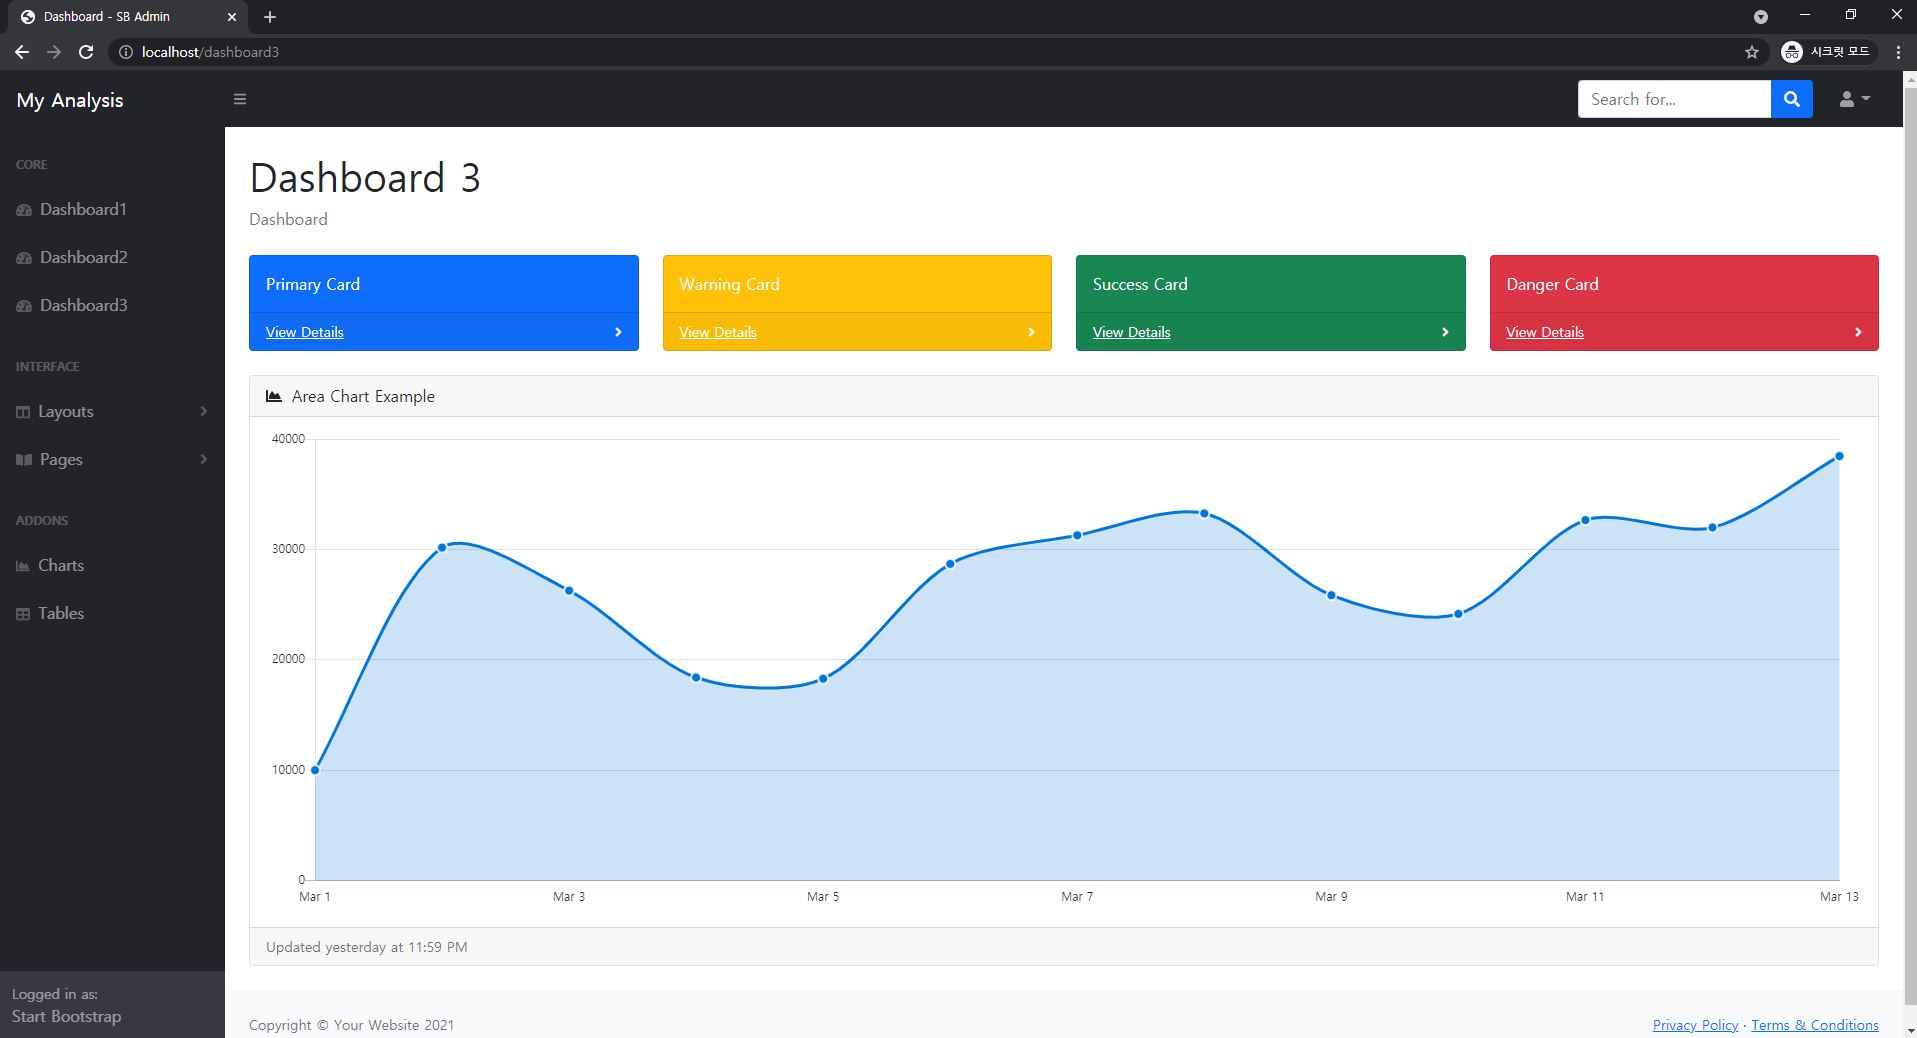 Dashboard - SB Admin
localhost/dashboard3
시크릿 모드
My Analysis
Search for...
CORE
Dashboard1
Dashboard2
Dashboard3
INTERFACE
Layouts
Pages
ADDONS
Charts
Tables
Logged in as:
Start Bootstrap
Dashboard 3
Dashboard
Primary Card
View Details
Warning Card
View Details
Success Card
View Details
Danger Card
View Details
Area Chart Example
40000
30000
20000
10000
0
Mar 1 Mar 3 Mar 5 Mar 7 Mar 9 Mar 11 Mar 13
Updated yesterday at 11:59 PM
Copyright © Your Website 2021
Privacy Policy · Terms & Conditions